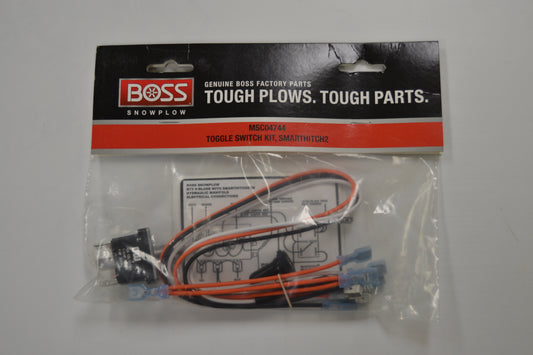 BOSS
SNOWPLOW
GENUINE BOSS FACTORY PARTS
TOUGH PLOWS. TOUGH PARTS.
MSC04744
TOGGLE SWITCH KIT, SMARTHITCH2
BOSS SNOWPLOW
HYDRAULIC MANIFOLD
ELECTRICAL CONNECTIONS